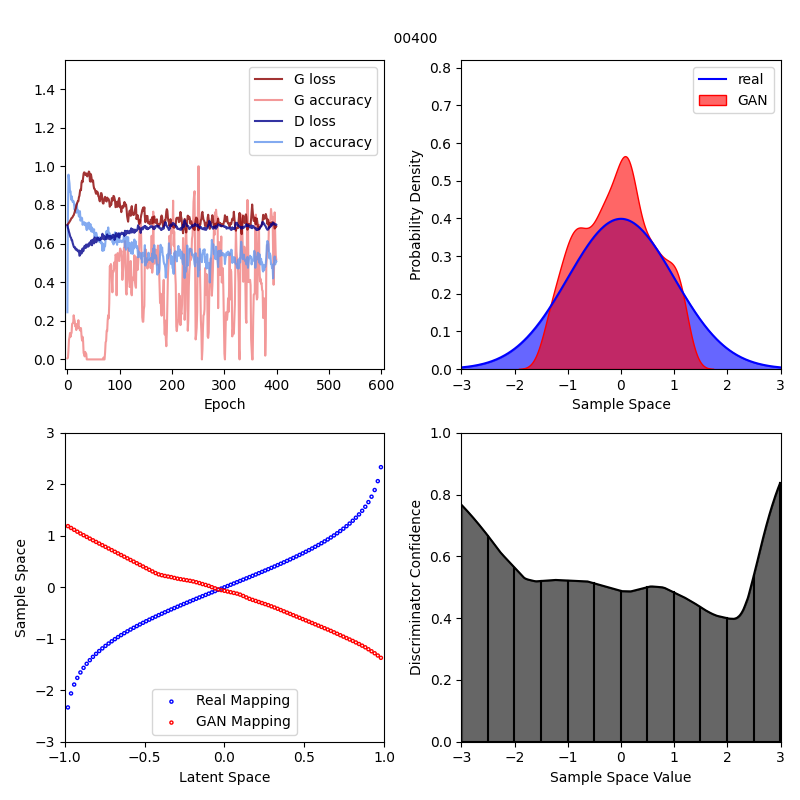 00400
G loss
G accuracy
D loss
D accuracy
1.4
1.2
1.0
0.8
0.6
0.4
0.2
0.0
0 100 200 300 400 500 600
Epoch
real
GAN
0.8
0.7
0.6
0.5
0.4
0.3
0.2
0.1
0.0
Probability Density
−3 −2 −1 0 1 2 3
Sample Space
3
2
1
0
−1
−2
−3
Sample Space
Real Mapping
GAN Mapping
−1.0 −0.5 0.0 0.5 1.0
Latent Space
1.0
0.8
0.6
0.4
0.2
0.0
Discriminator Confidence
−3 −2 −1 0 1 2 3
Sample Space Value